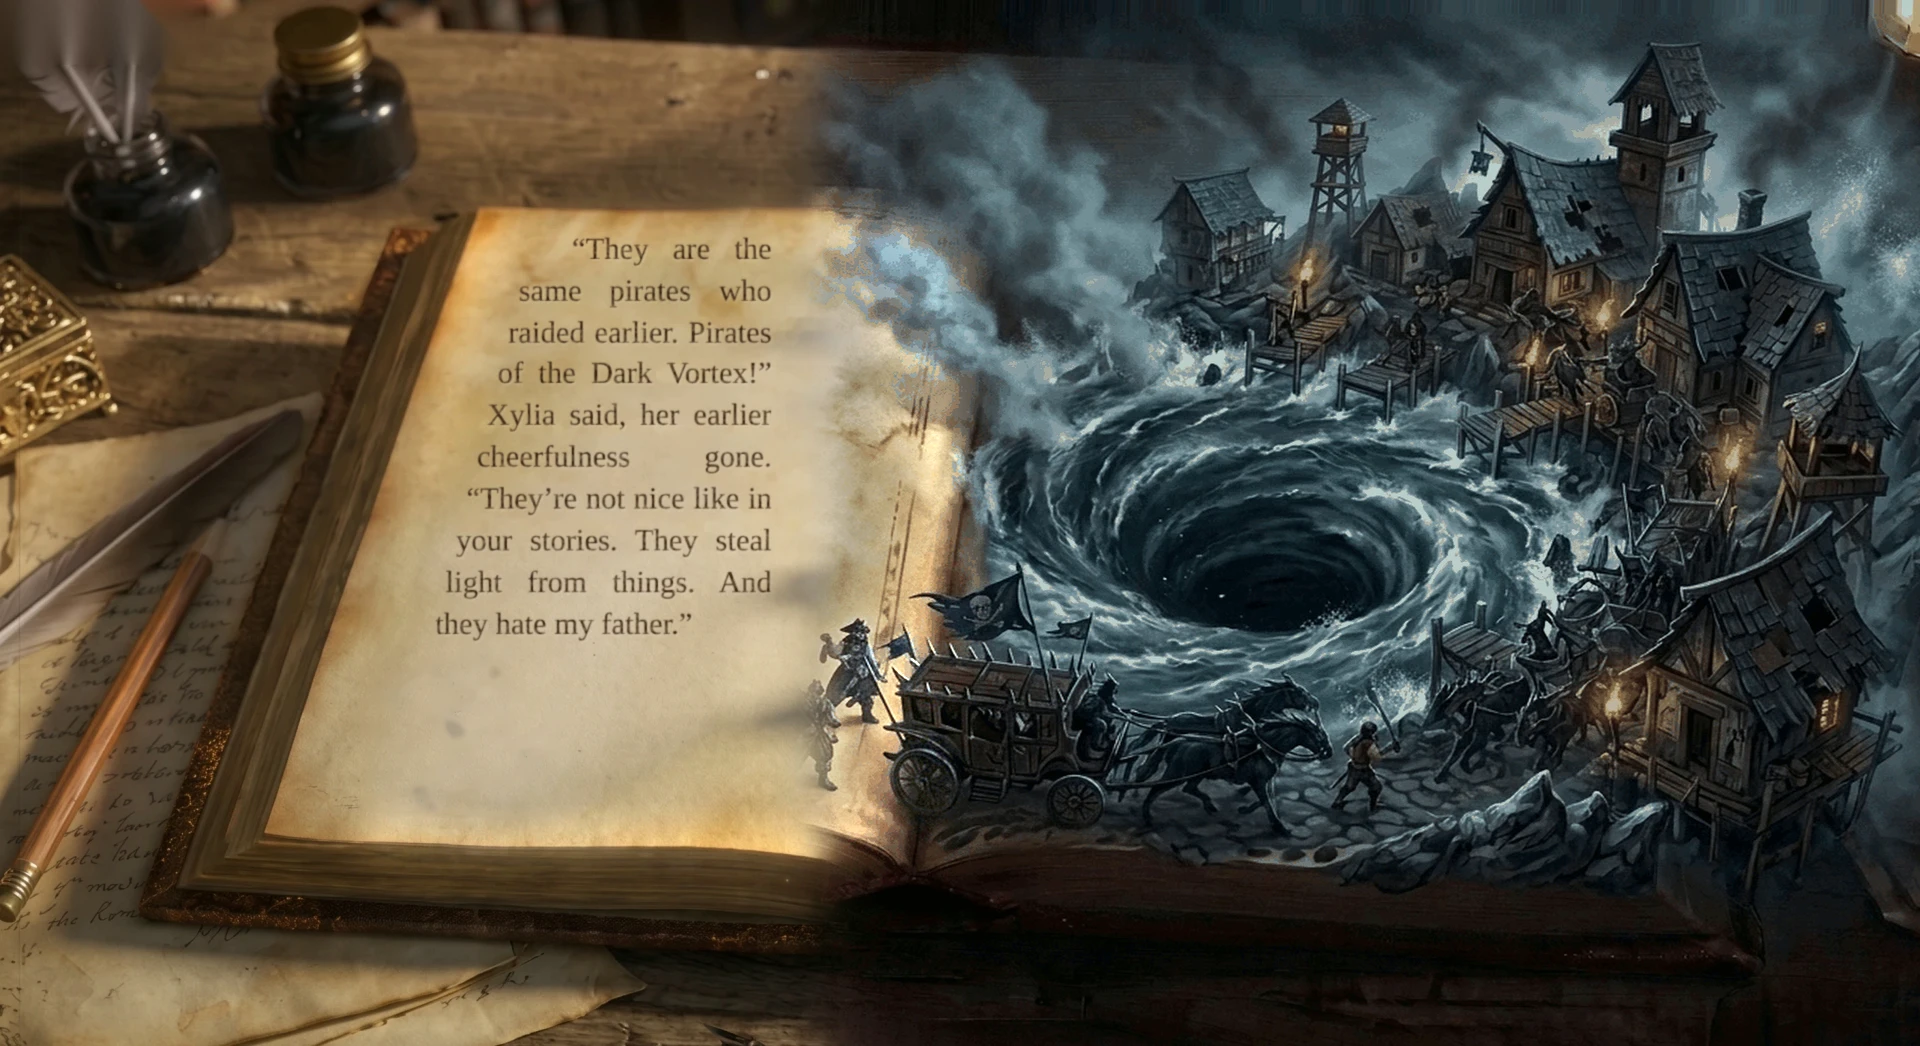 “They are the
same pirates who
raided earlier. Pirates
of the Dark Vortex!”
Xylia said, her earlier
cheerfulness gone.
“They’re not nice like in
your stories. They steal
light from things. And
they hate my father.”